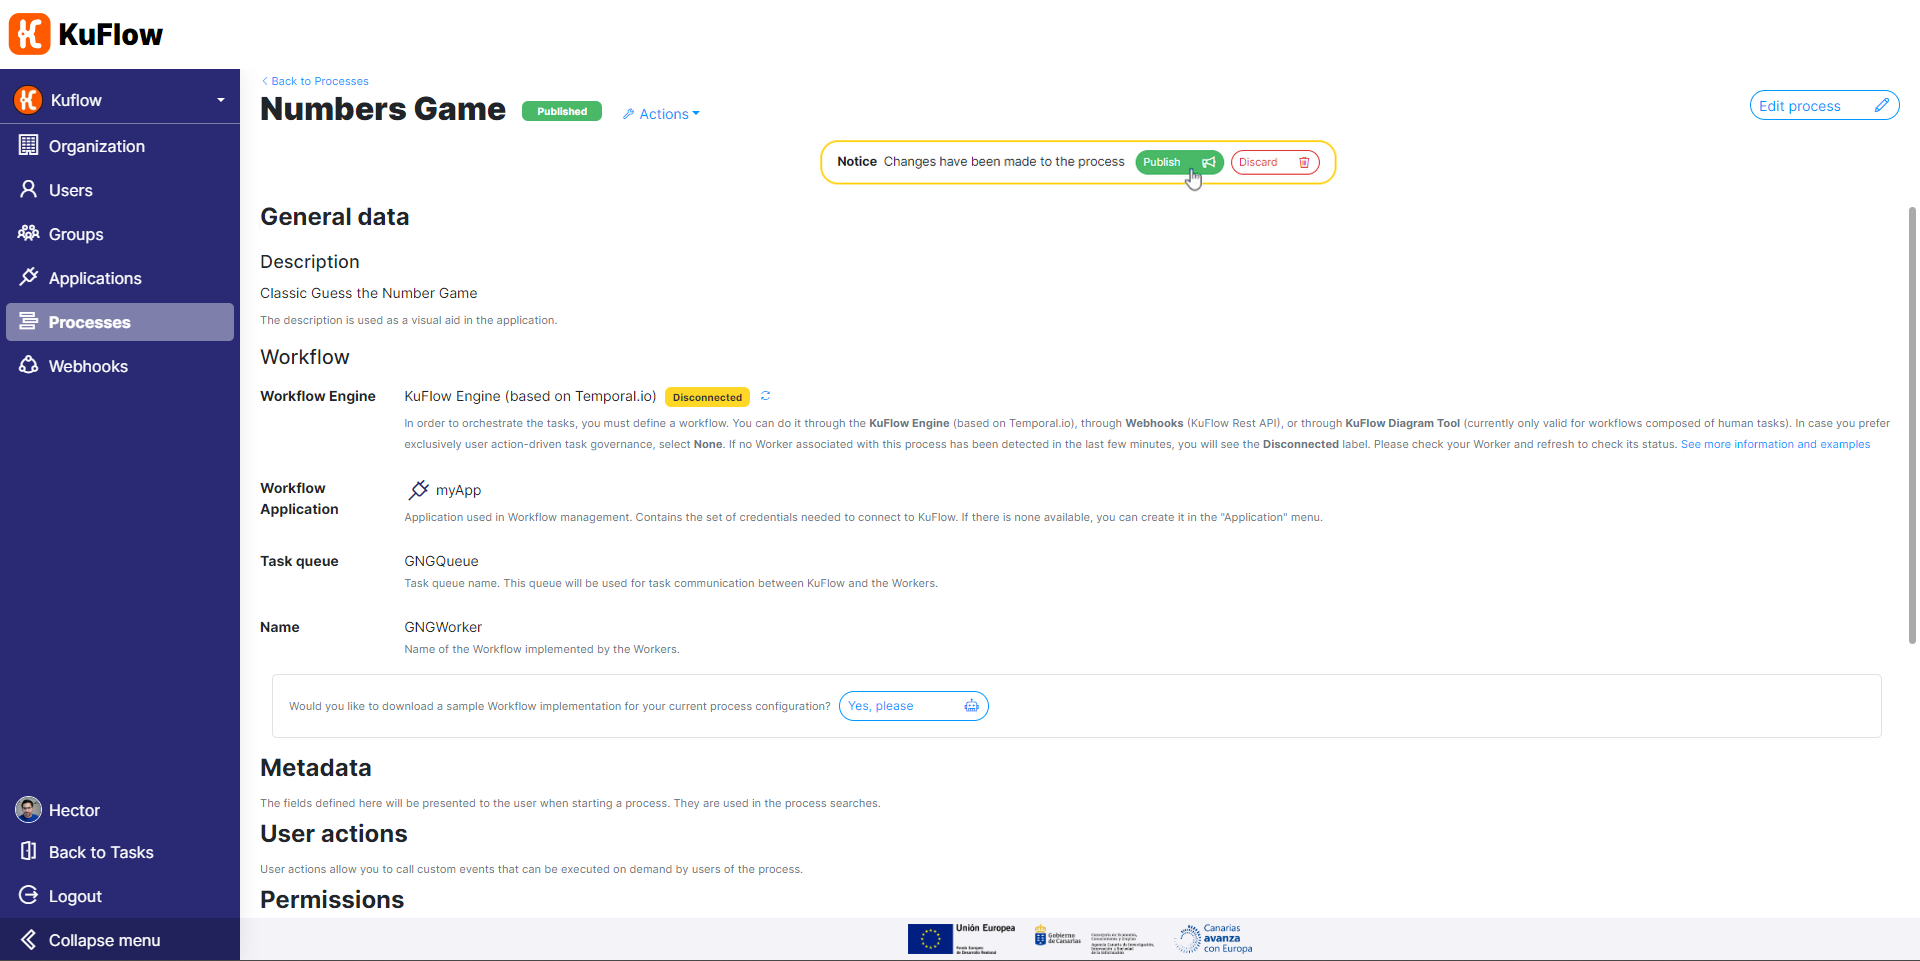 KuFlow
Kuflow
Organization
Users
Groups
Applications
Processes
Webhooks
Hector
Back to Tasks
Logout
Collapse menu
Back to Processes
Numbers Game
Published
Actions
Edit process
Notice Changes have been made to the process
Publish
Discard
General data
Description
Classic Guess the Number Game
The description is used as a visual aid in the application.
Workflow
Workflow Engine
KuFlow Engine (based on Temporal.io)
Disconnected
In order to orchestrate the tasks, you must define a workflow. You can do it through the KuFlow Engine (based on Temporal.io), through Webhooks (KuFlow Rest API), or through KuFlow Diagram Tool (currently only valid for workflows composed of human tasks). In case you prefer
exclusively user action-driven task governance, select None. If no Worker associated with this process has been detected in the last few minutes, you will see the Disconnected label. Please check your Worker and refresh to check its status. See more information and examples
Workflow
Application
myApp
Application used in Workflow management. Contains the set of credentials needed to connect to KuFlow. If there is none available, you can create it in the "Application" menu.
Task queue
GNGQueue
Task queue name. This queue will be used for task communication between KuFlow and the Workers.
Name
GNGWorker
Name of the Workflow implemented by the Workers.
Would you like to download a sample Workflow implementation for your current process configuration?
Yes, please
Metadata
The fields defined here will be presented to the user when starting a process. They are used in the process searches.
User actions
User actions allow you to call custom events that can be executed on demand by users of the process.
Permissions
Unión Europea
Gobierno
de Canarias
Canarias
avanza
con Europa